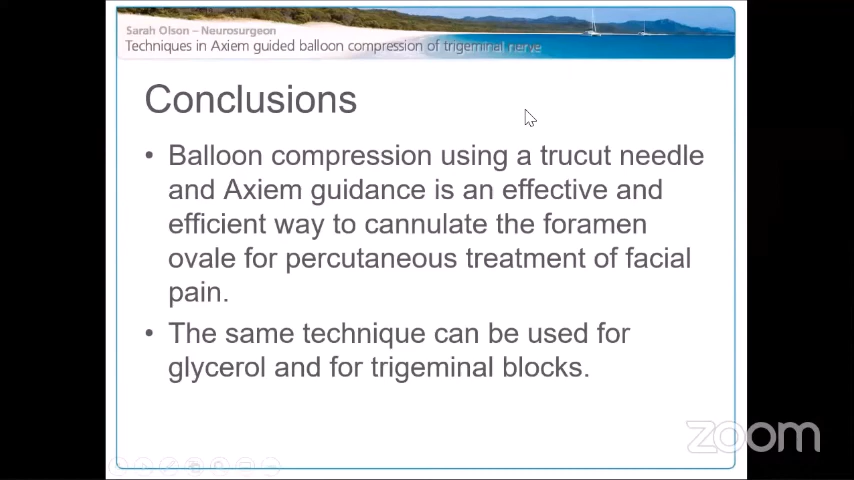 Sarah Olson – Neurosurgeon
Techniques in Axiem guided balloon compression of trigeminal nerve
Conclusions
• Balloon compression using a trucut needle
and Axiem guidance is an effective and
efficient way to cannulate the foramen
ovale for percutaneous treatment of facial
pain.
• The same technique can be used for
glycerol and for trigeminal blocks.
zoom